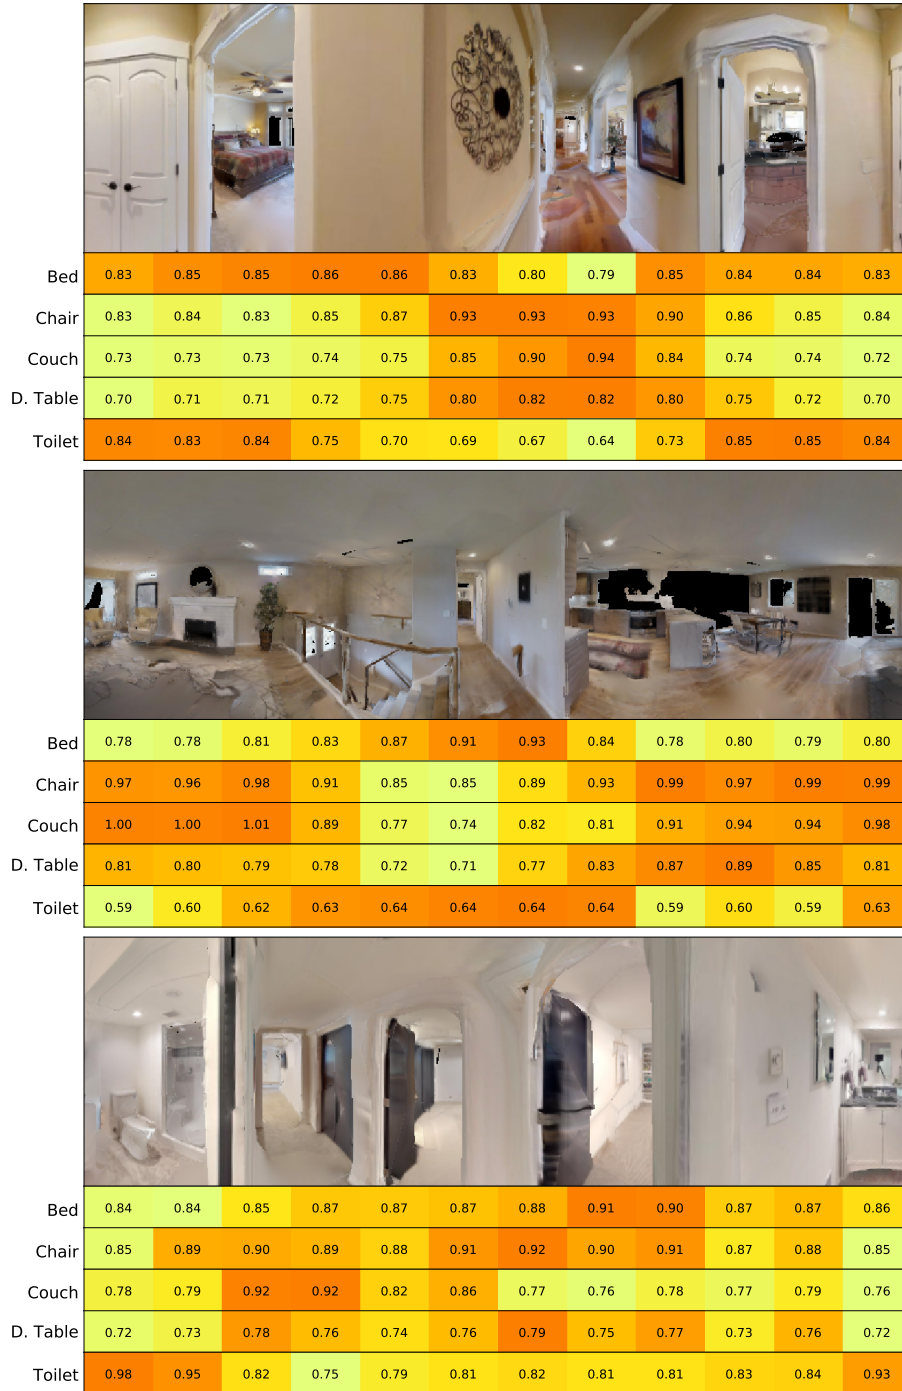 Bed 0.83 0.85 0.85 0.86 0.86 0.83 0.80 0.79 0.85 0.84 0.84 0.83
Chair 0.83 0.84 0.83 0.85 0.87 0.93 0.93 0.93 0.90 0.86 0.85 0.84
Couch 0.73 0.73 0.73 0.74 0.75 0.85 0.90 0.94 0.84 0.74 0.74 0.72
D. Table 0.70 0.71 0.71 0.72 0.75 0.80 0.82 0.82 0.80 0.75 0.72 0.70
Toilet 0.84 0.83 0.84 0.75 0.70 0.69 0.67 0.64 0.73 0.85 0.85 0.84
Bed 0.78 0.78 0.81 0.83 0.87 0.91 0.93 0.84 0.78 0.80 0.79 0.80
Chair 0.97 0.96 0.98 0.91 0.85 0.85 0.89 0.93 0.99 0.97 0.99 0.99
Couch 1.00 1.00 1.01 0.89 0.77 0.74 0.82 0.81 0.91 0.94 0.94 0.98
D. Table 0.81 0.80 0.79 0.78 0.72 0.71 0.77 0.83 0.87 0.89 0.85 0.81
Toilet 0.59 0.60 0.62 0.63 0.64 0.64 0.64 0.64 0.59 0.60 0.59 0.63
Bed 0.84 0.84 0.85 0.87 0.87 0.87 0.88 0.91 0.90 0.87 0.87 0.86
Chair 0.85 0.89 0.90 0.89 0.88 0.91 0.92 0.90 0.91 0.87 0.88 0.85
Couch 0.78 0.79 0.92 0.92 0.82 0.86 0.77 0.76 0.78 0.77 0.79 0.76
D. Table 0.72 0.73 0.78 0.76 0.74 0.76 0.79 0.75 0.77 0.73 0.76 0.72
Toilet 0.98 0.95 0.82 0.75 0.79 0.81 0.82 0.81 0.81 0.83 0.84 0.93